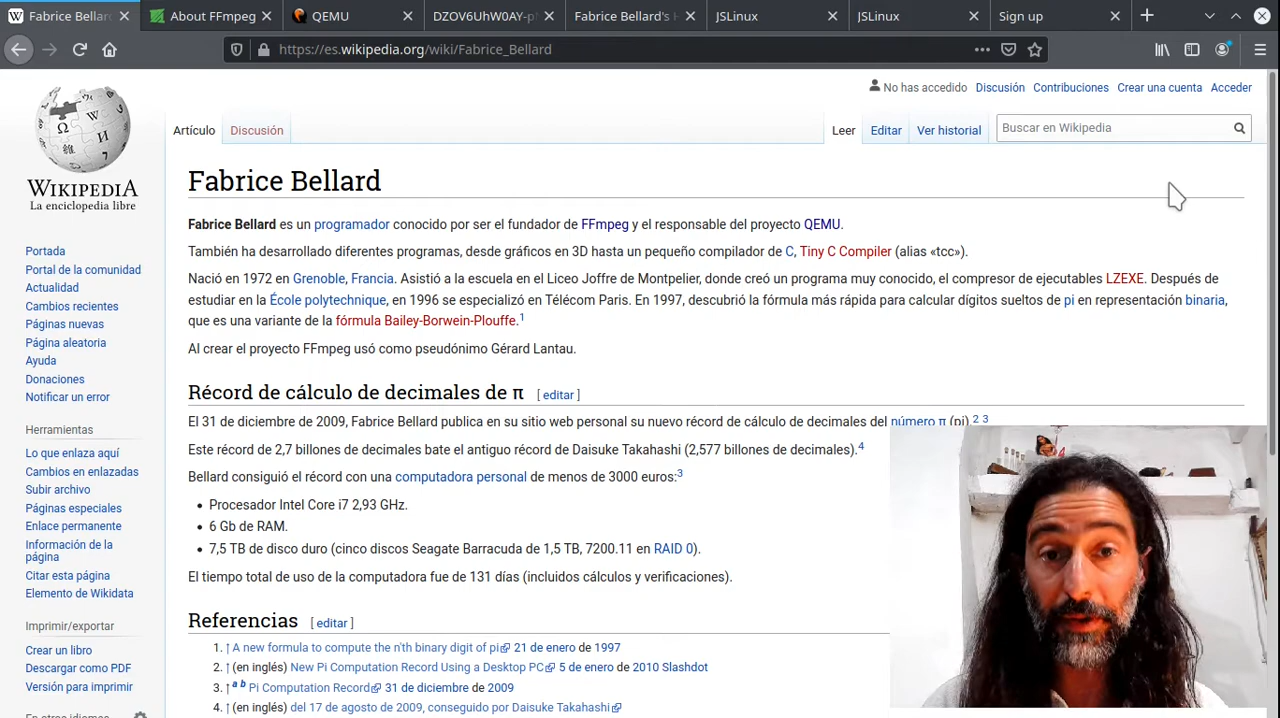 Fabrice Bellar
About FFmpeg
QEMU
DZOV6UhW0AY-p
Fabrice Bellard's H
JSLinux
JSLinux
Sign up
https://es.wikipedia.org/wiki/Fabrice_Bellard
No has accedido Discusión Contribuciones Crear una cuenta Acceder
Artículo Discusión Leer Editar Ver historial Buscar en Wikipedia
WIKIPEDIA
La enciclopedia libre
Portada
Portal de la comunidad
Actualidad
Cambios recientes
Páginas nuevas
Página aleatoria
Ayuda
Donaciones
Notificar un error
Herramientas
Lo que enlaza aquí
Cambios en enlazadas
Subir archivo
Páginas especiales
Enlace permanente
Información de la
página
Citar esta página
Elemento de Wikidata
Imprimir/exportar
Crear un libro
Descargar como PDF
Versión para imprimir
En otros idiomas
Fabrice Bellard
Fabrice Bellard es un programador conocido por ser el fundador de FFmpeg y el responsable del proyecto QEMU.
También ha desarrollado diferentes programas, desde gráficos en 3D hasta un pequeño compilador de C, Tiny C Compiler (alias «tcc»).
Nació en 1972 en Grenoble, Francia. Asistió a la escuela en el Liceo Joffre de Montpelier, donde creó un programa muy conocido, el compresor de ejecutables LZEXE. Después de
estudiar en la École polytechnique, en 1996 se especializó en Télécom Paris. En 1997, descubrió la fórmula más rápida para calcular dígitos sueltos de pi en representación binaria,
que es una variante de la fórmula Bailey-Borwein-Plouffe.1
Al crear el proyecto FFmpeg usó como pseudónimo Gérard Lantau.
Récord de cálculo de decimales de π [ editar ]
El 31 de diciembre de 2009, Fabrice Bellard publica en su sitio web personal su nuevo récord de cálculo de decimales del número π (pi).2 3
Este récord de 2,7 billones de decimales bate el antiguo récord de Daisuke Takahashi (2,577 billones de decimales).4
Bellard consiguió el récord con una computadora personal de menos de 3000 euros:3
• Procesador Intel Core i7 2,93 GHz.
• 6 Gb de RAM.
• 7,5 TB de disco duro (cinco discos Seagate Barracuda de 1,5 TB, 7200.11 en RAID 0).
El tiempo total de uso de la computadora fue de 131 días (incluidos cálculos y verificaciones).
Referencias [ editar ]
1. ↑ A new formula to compute the n'th binary digit of pi 21 de enero de 1997
2. ↑ (en inglés) New Pi Computation Record Using a Desktop PC 5 de enero de 2010 Slashdot
3. ↑ a b Pi Computation Record 31 de diciembre de 2009
4. ↑ (en inglés) del 17 de agosto de 2009, conseguido por Daisuke Takahashi